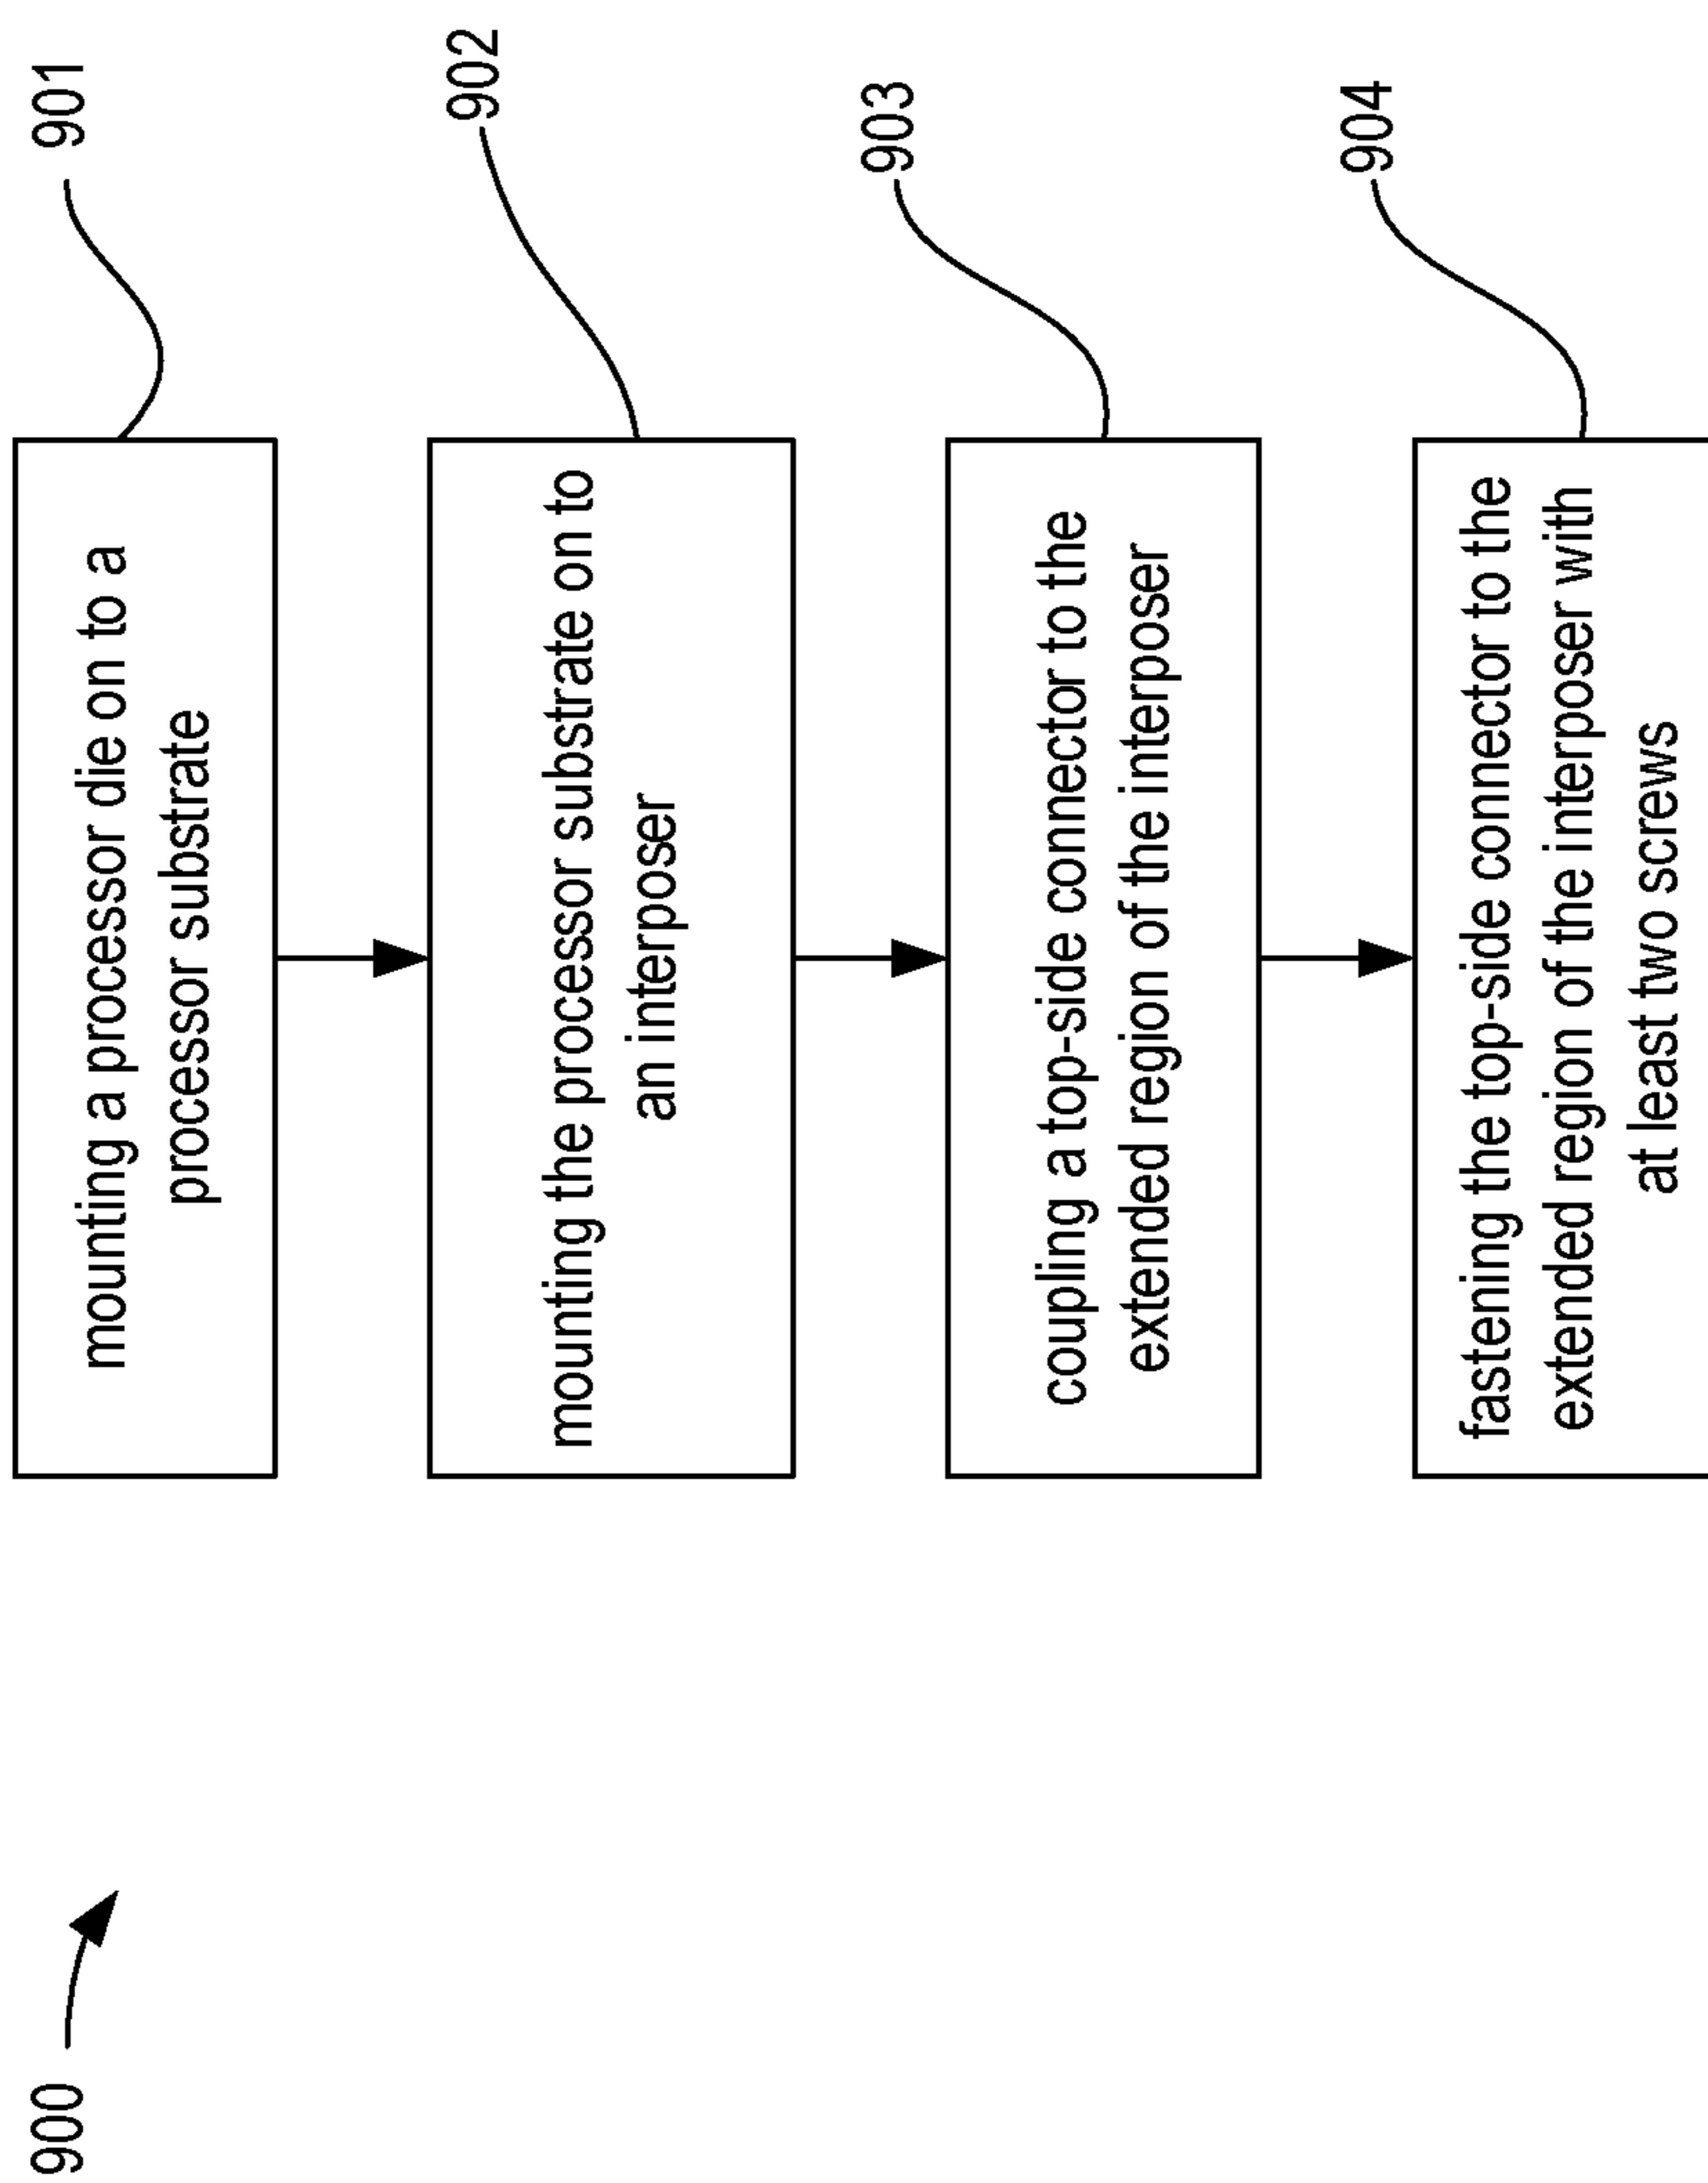 900
901
mounting a processor die on to a
processor substrate
902
mounting the processor substrate on to
an interposer
903
coupling a top-side connector to the
extended region of the interposer
904
fastening the top-side connector to the
extended region of the interposer with
at least two screws